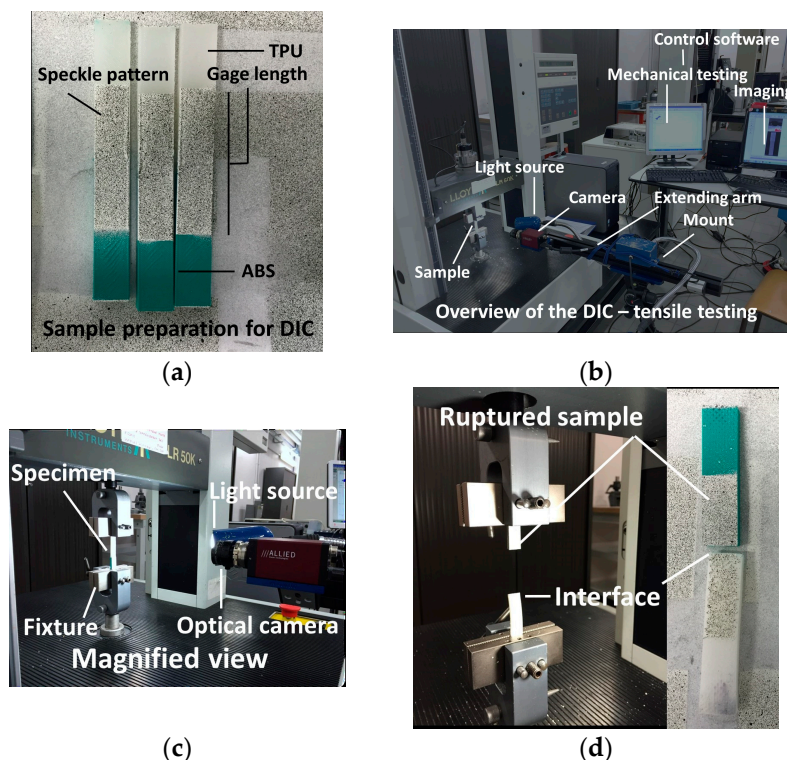 TPU
Speckle pattern
Gage length
ABS
Sample preparation for DIC
(a)
Control software
Mechanical testing
Imaging
Light source
Camera
Extending arm
Mount
Sample
Overview of the DIC – tensile testing
(b)
INSTRUMENTS
LR 50K
Specimen
Light source
ALLIED
Fixture
Optical camera
Magnified view
(c)
Ruptured sample
Interface
(d)